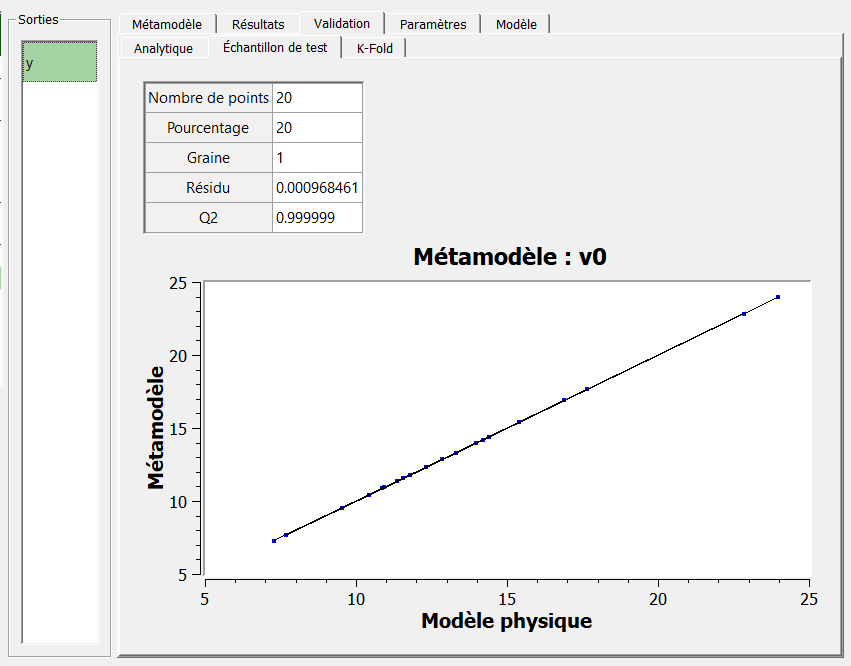 Sorties
y
Métamodèle Résultats Validation Paramètres Modèle
Analytique Échantillon de test K-Fold
Nombre de points 20
Pourcentage 20
Graine 1
Résidu 0.000968461
Q2 0.999999
Métamodèle : v0
Métamodèle
25
20
15
10
5
5 10 15 20 25
Modèle physique